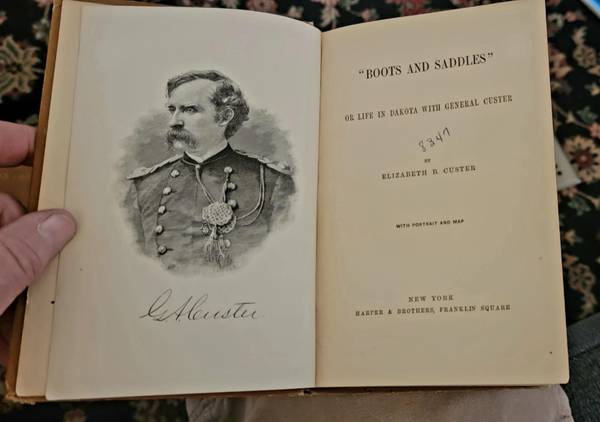 G A Custer
"BOOTS AND SADDLES"
OR LIFE IN DAKOTA WITH GENERAL CUSTER
8347
BY
ELIZABETH B. CUSTER
WITH PORTRAIT AND MAP
NEW YORK
HARPER & BROTHERS, FRANKLIN SQUARE